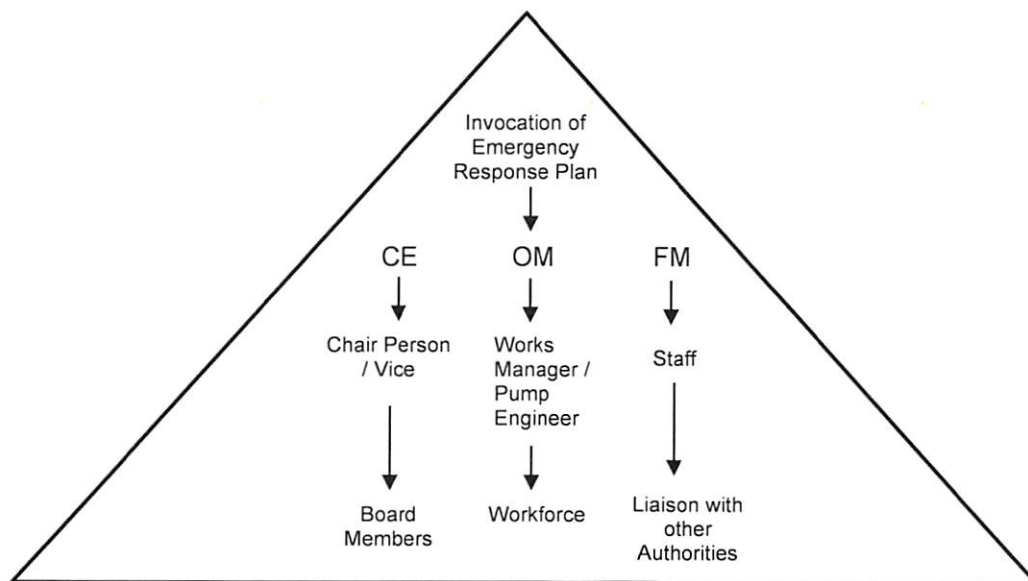 Invocation of
Emergency
Response Plan
CE
OM
FM
Chair Person
/ Vice
Works
Manager /
Pump
Engineer
Staff
Board
Members
Workforce
Liaison with
other
Authorities